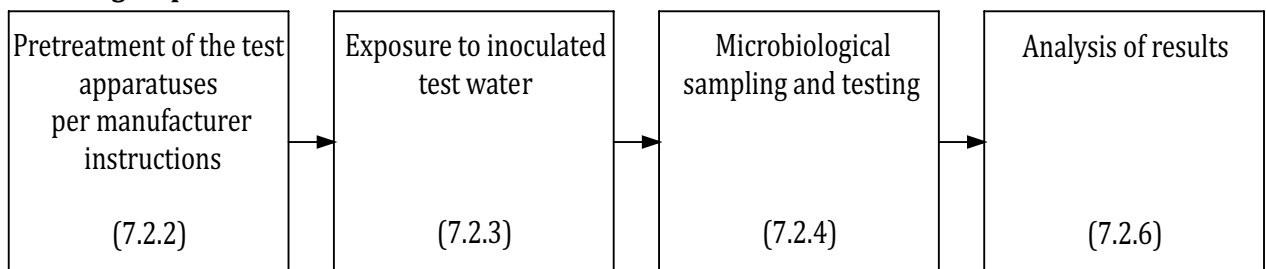 Pretreatment of the test
apparatuses
per manufacturer
instructions
(7.2.2)
Exposure to inoculated
test water
(7.2.3)
Microbiological
sampling and testing
(7.2.4)
Analysis of results
(7.2.6)